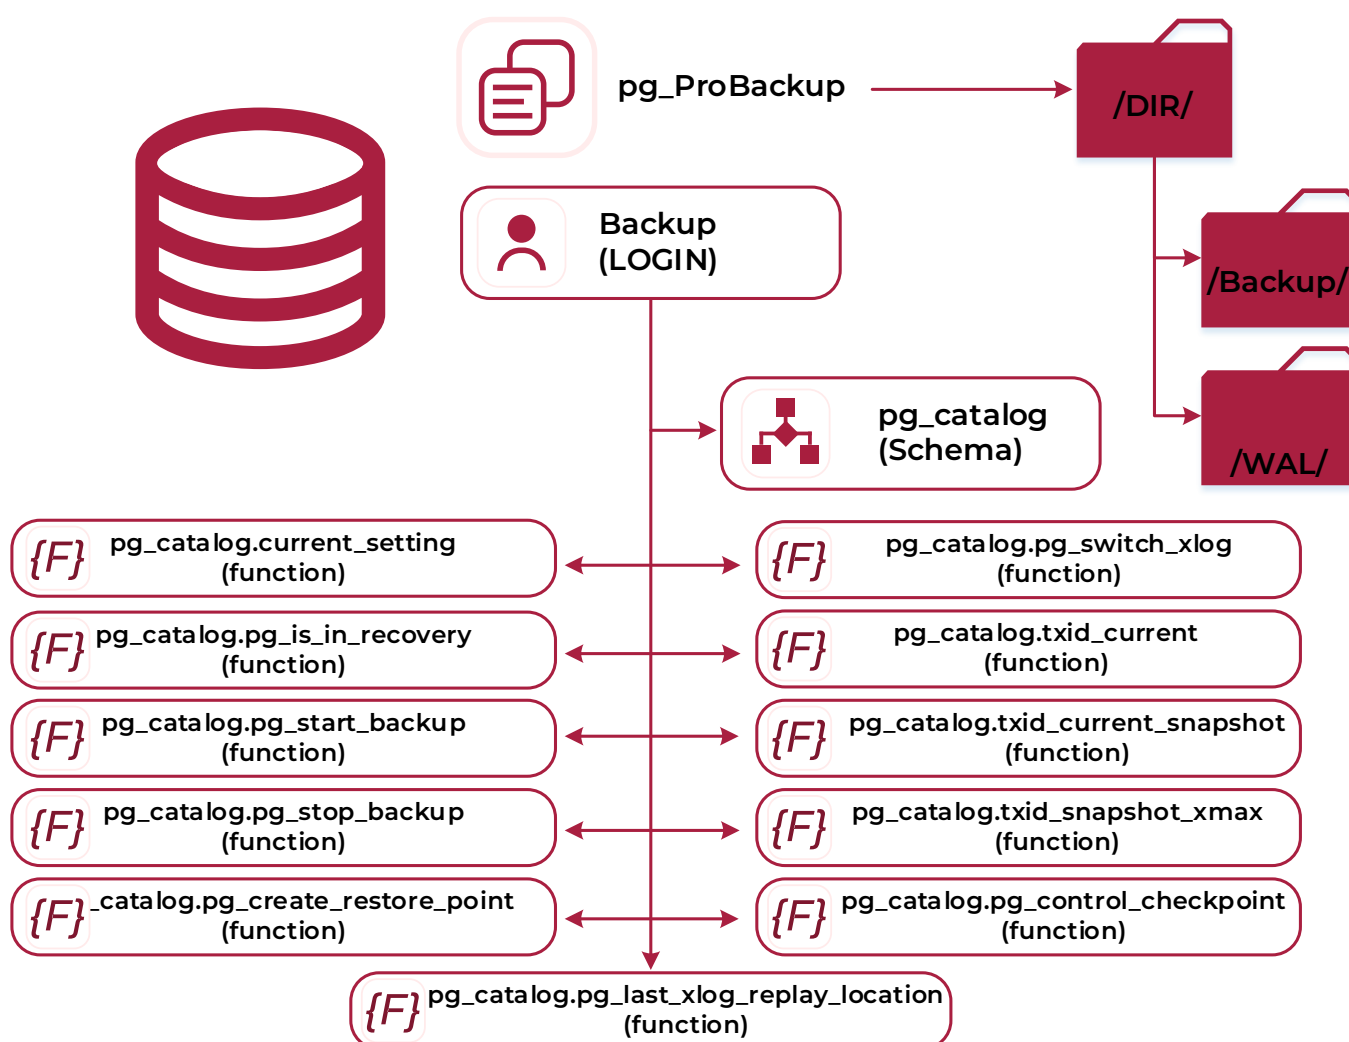 pg_ProBackup
/DIR/
Backup
(LOGIN)
/Backup/
pg_catalog
(Schema)
/WAL/
{F} pg_catalog.current_setting
(function)
{F} pg_catalog.pg_switch_xlog
(function)
{F} pg_catalog.pg_is_in_recovery
(function)
{F} pg_catalog.txid_current
(function)
{F} pg_catalog.pg_start_backup
(function)
{F} pg_catalog.txid_current_snapshot
(function)
{F} pg_catalog.pg_stop_backup
(function)
{F} pg_catalog.txid_snapshot_xmax
(function)
{F} _catalog.pg_create_restore_point
(function)
{F} pg_catalog.pg_control_checkpoint
(function)
{F} pg_catalog.pg_last_xlog_replay_location
(function)